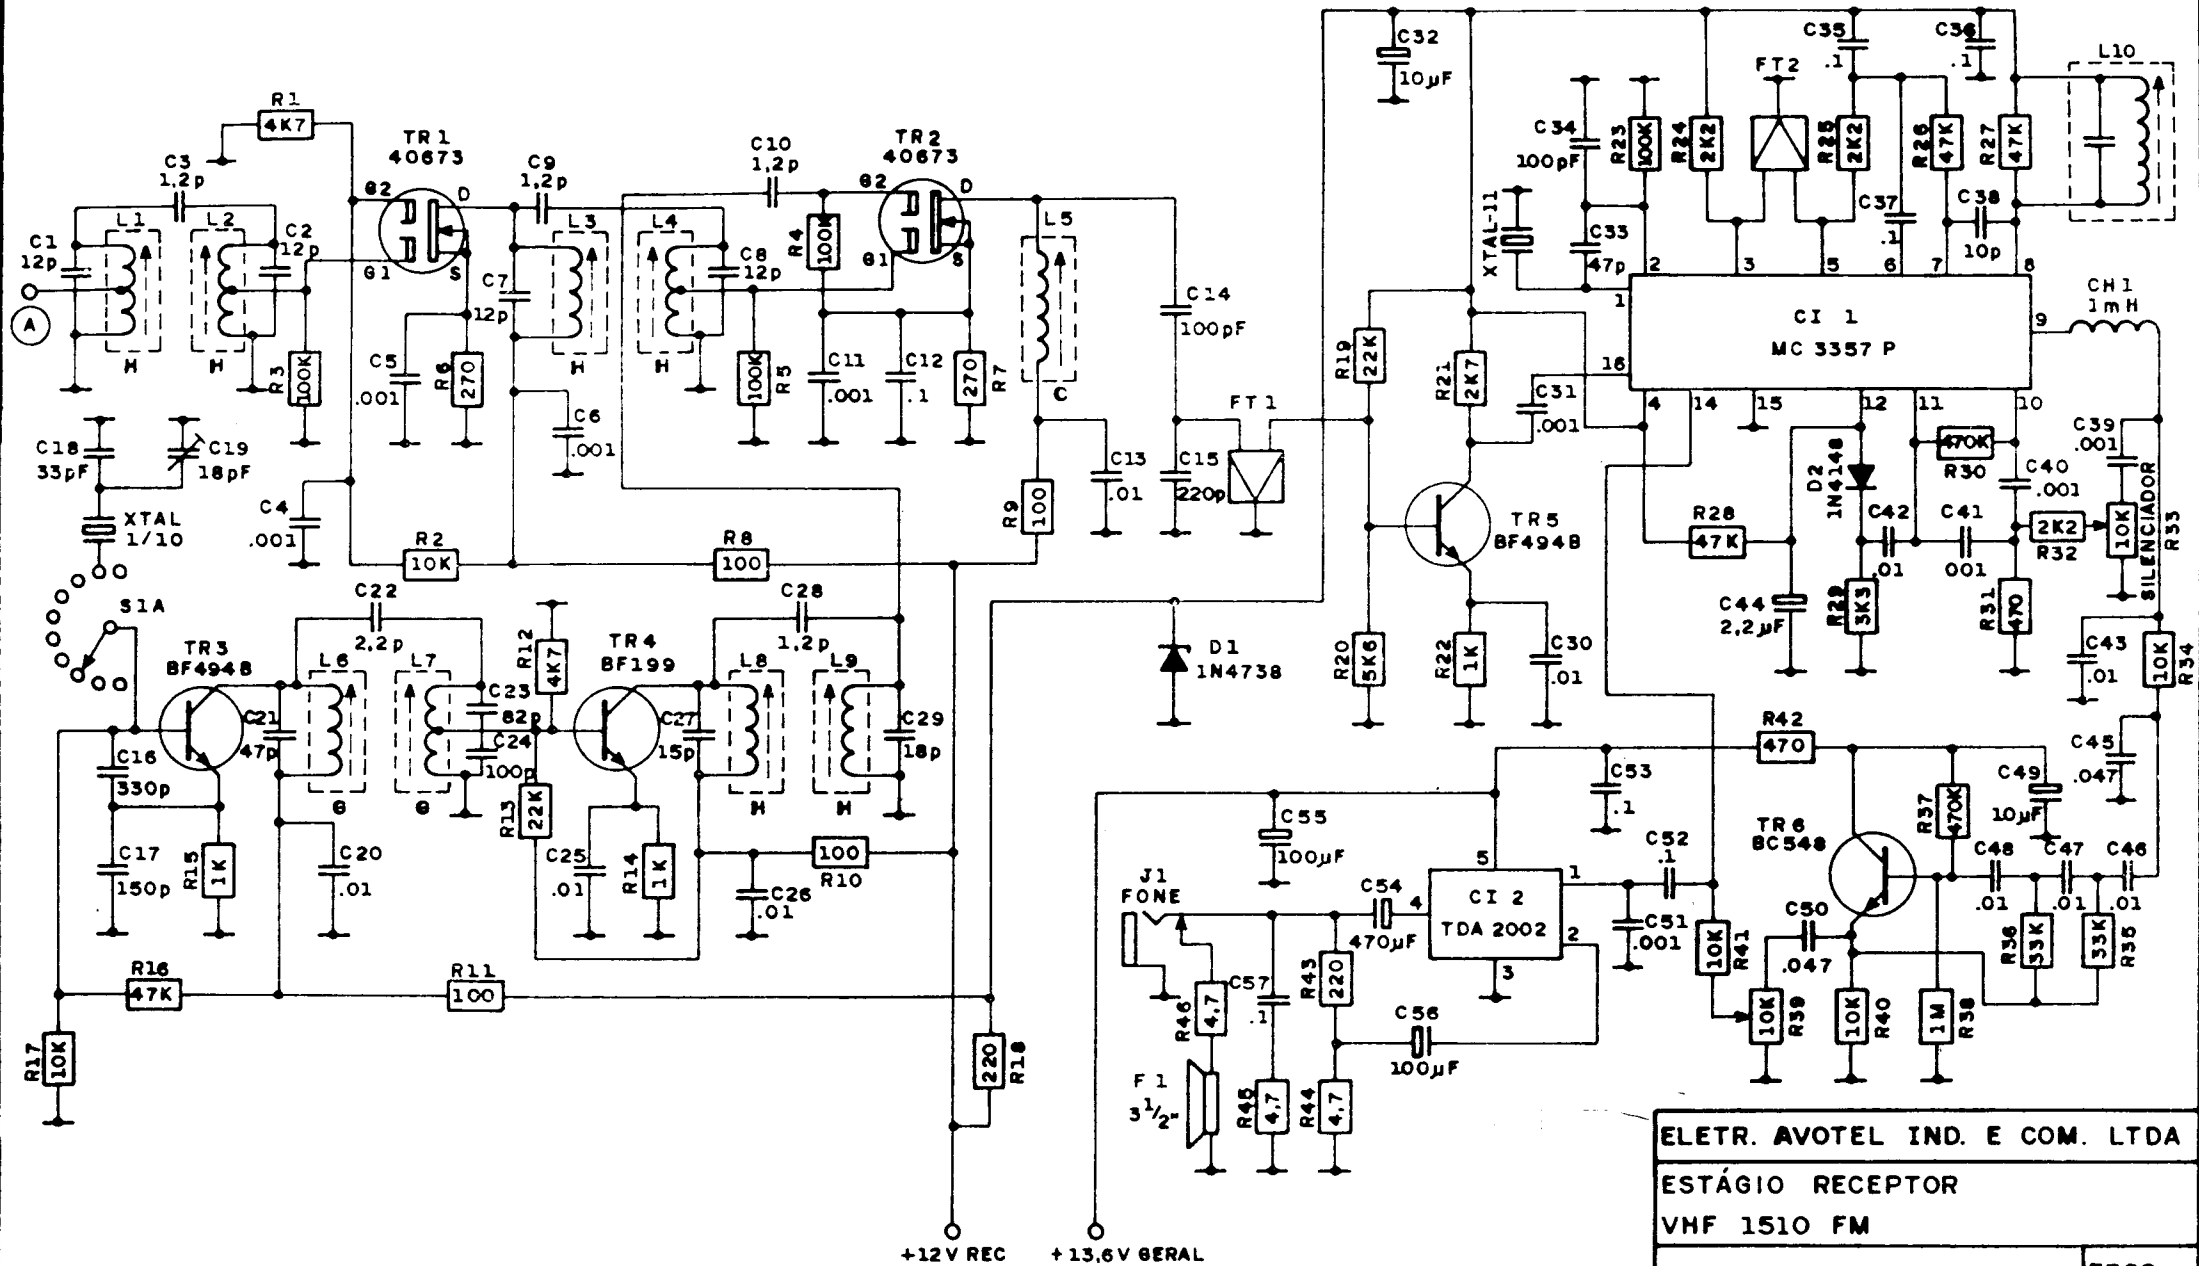 R1
4K7
C3
1,2p
L1
L2
C1
12p
C2
12p
A
H
H
R3
100K
TR1
40673
G2
D
G1
S
C9
1,2p
L3
L4
C7
12p
C8
12p
H
H
C5
.001
R6
270
C6
.001
C10
1,2p
TR2
40673
G2
D
G1
S
R4
100K
R5
100K
C11
.001
C12
.1
R7
270
L5
C
C14
100pF
C13
.01
C15
220p
FT1
R9
100
C18
33pF
C19
18pF
XTAL
1/10
S1A
C4
.001
R2
10K
R8
100
C22
2,2p
TR3
BF494B
L6
L7
C21
47p
C23
82p
C24
100p
G
G
C16
330p
C17
150p
R15
1K
C20
.01
R12
4K7
R13
22K
TR4
BF199
C28
1,2p
L8
L9
C27
15p
C29
18p
H
H
C25
.01
R14
1K
C26
.01
100
R10
R16
47K
R11
100
R17
10K
R18
220
+12V REC
+13,6V GERAL
C32
10µF
D1
1N4738
R19
22K
R20
5K6
R21
2K7
R22
1K
TR5
BF494B
C30
.01
C31
.001
XTAL-11
C34
100pF
C33
47p
R23
100K
R24
2K2
FT2
R25
2K2
C35
.1
C36
.1
C37
.1
R26
47K
C38
10p
R27
47K
L10
2
3
5
6
7
8
1
CI 1
MC 3357 P
9
16
4
14
15
12
11
10
CH1
1mH
D2
1N4148
470K
R30
C40
.001
C39
.001
R28
47K
C42
.01
C41
001
2K2
R32
10K
SILENCIADOR
R33
C44
2,2µF
R29
3K3
R31
470
C43
.01
R34
10K
C45
.047
R42
470
C53
.1
C55
100µF
J1
FONE
C54
470µF
5
4
CI 2
TDA 2002
1
2
3
C52
.1
C51
.001
R41
10K
C50
.047
R39
10K
R40
10K
R38
1M
TR6
BC548
R37
470K
C49
10µF
C48
.01
C47
.01
C46
.01
R36
33K
R35
33K
R46
4,7
C57
.1
R43
220
C56
100µF
R45
4,7
R44
4,7
F1
3 1/2"
ELETR. AVOTEL IND. E COM. LTDA
ESTÁGIO RECEPTOR
VHF 1510 FM